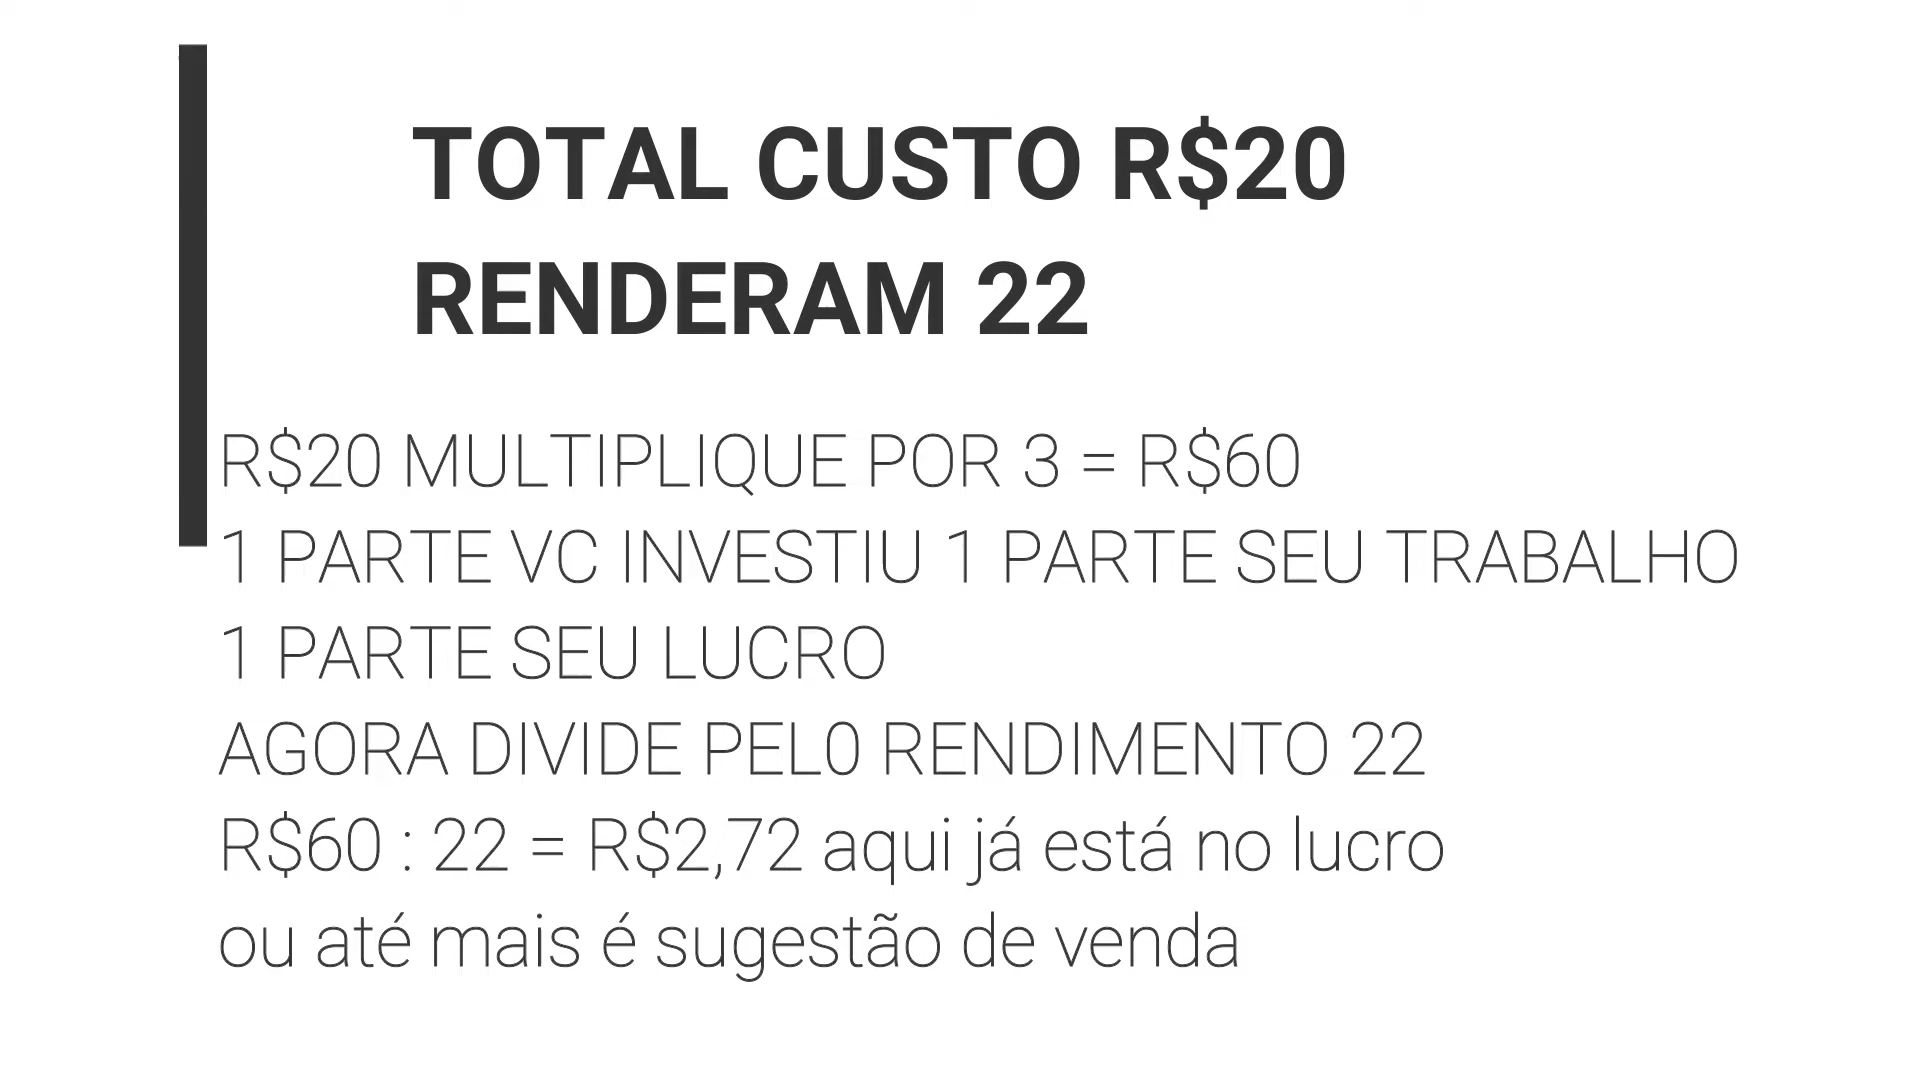 TOTAL CUSTO R$20
RENDERAM 22
R$20 MULTIPLIQUE POR 3 = R$60
1 PARTE VC INVESTIU 1 PARTE SEU TRABALHO
1 PARTE SEU LUCRO
AGORA DIVIDE PEL0 RENDIMENTO 22
R$60 : 22 = R$2,72 aqui já está no lucro
ou até mais é sugestão de venda